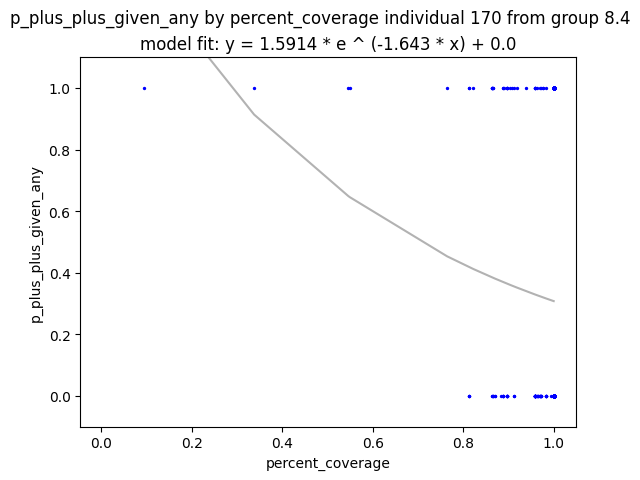 p_plus_plus_given_any by percent_coverage individual 170 from group 8.4
model fit: y = 1.5914 * e ^ (-1.643 * x) + 0.0
1.0
0.8
0.6
0.4
0.2
0.0
p_plus_plus_given_any
0.0 0.2 0.4 0.6 0.8 1.0
percent_coverage